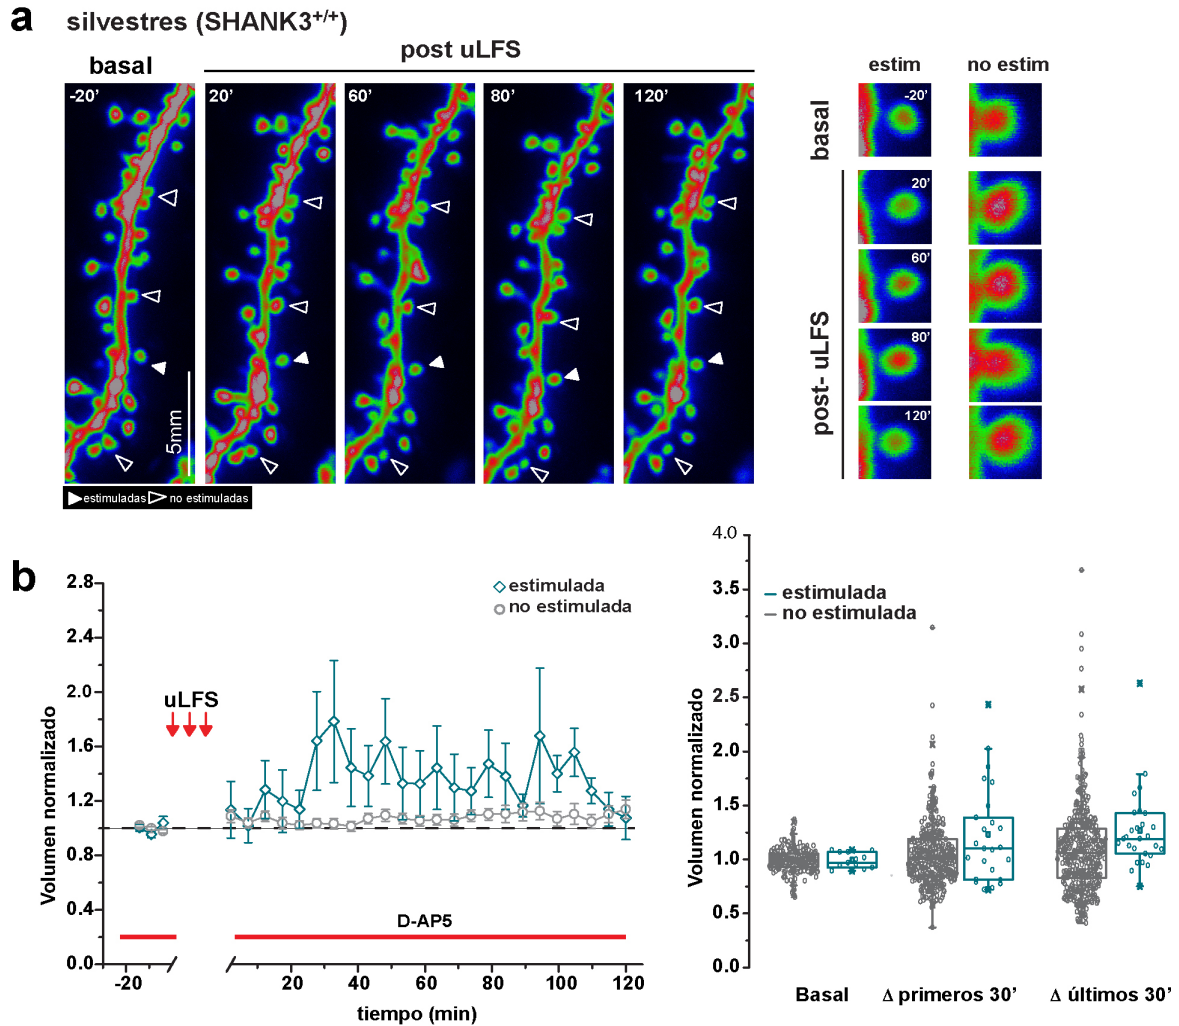 a
silvestres (SHANK3+/+)
basal
post uLFS
-20'
20'
60'
80'
120'
5mm
estimuladas no estimuladas
estim
no estim
basal
post- uLFS
-20'
20'
60'
80'
120'
b
Volumen normalizado
2.8
2.4
2.0
1.6
1.2
0.8
0.4
0.0
estimulada
no estimulada
uLFS
D-AP5
-20
20
40
60
80
100
120
tiempo (min)
Volumen normalizado
4.0
3.5
3.0
2.5
2.0
1.5
1.0
0.5
0.0
estimulada
no estimulada
Basal
Δ primeros 30'
Δ últimos 30'